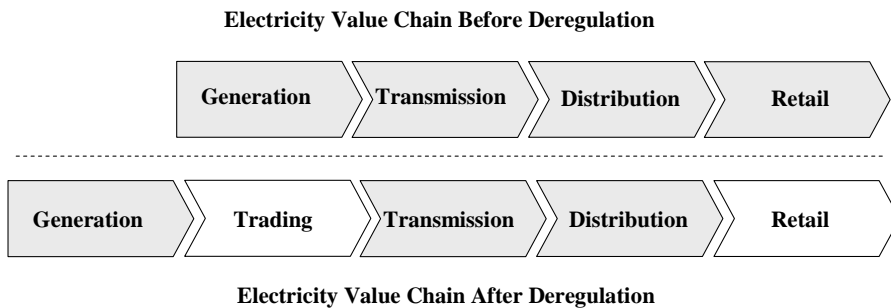 Electricity Value Chain Before Deregulation
Generation Transmission Distribution Retail
Generation Trading Transmission Distribution Retail
Electricity Value Chain After Deregulation